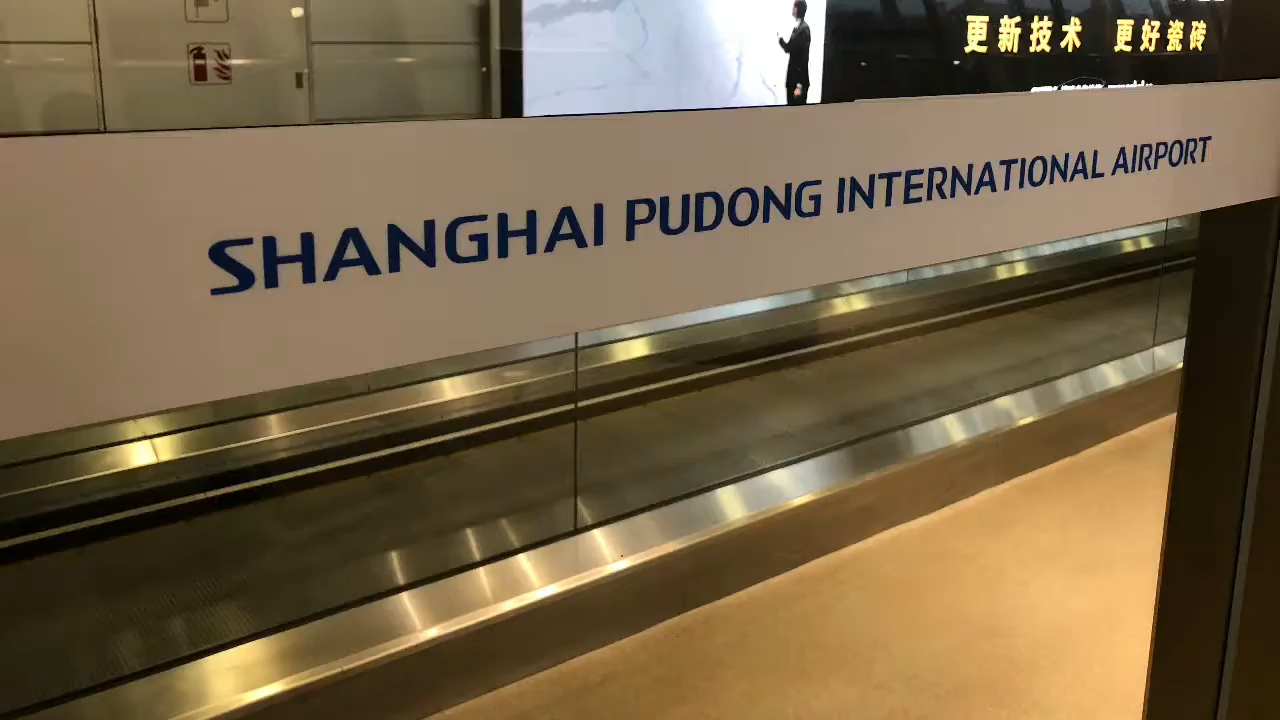 更新技术 更好瓷砖
SHANGHAI PUDONG INTERNATIONAL AIRPORT